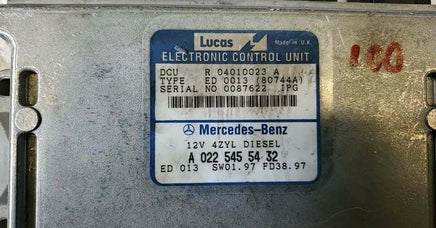 Lucas Made in U.K.
ELECTRONIC CONTROL UNIT
DCU R 04010023 A
TYPE ED 0013 (80744A)
SERIAL NO 0087622 IPG
Mercedes-Benz
12V 4ZYL DIESEL
A 022 545 54 32
ED 013 SW01.97 FD38.97
100